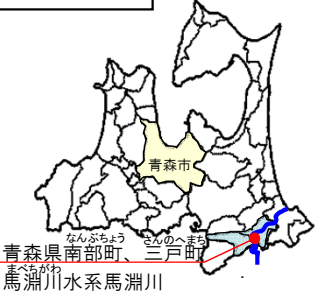 青森市
なんぶちょう さんのへまち
青森県南部町、三戸町
まべちがわ
馬淵川水系馬淵川